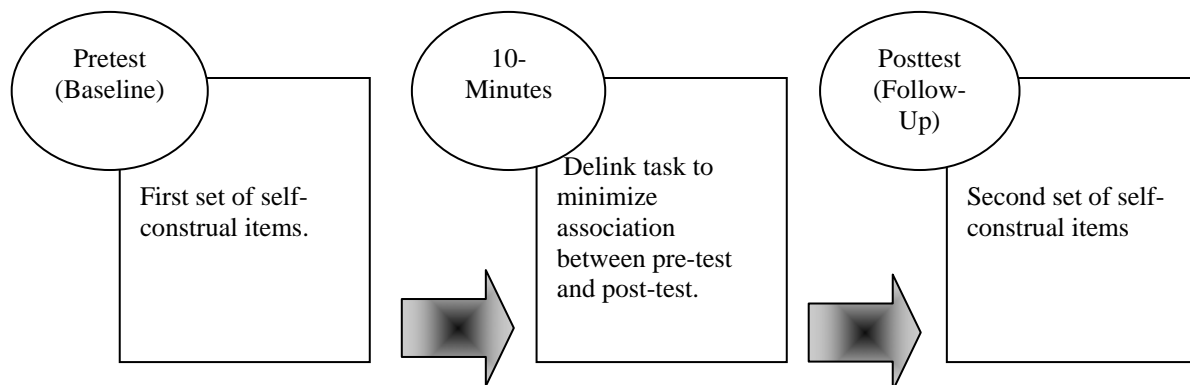 Pretest
(Baseline)
First set of self-
construal items.
10-
Minutes
Delink task to
minimize
association
between pre-test
and post-test.
Posttest
(Follow-
Up)
Second set of self-
construal items